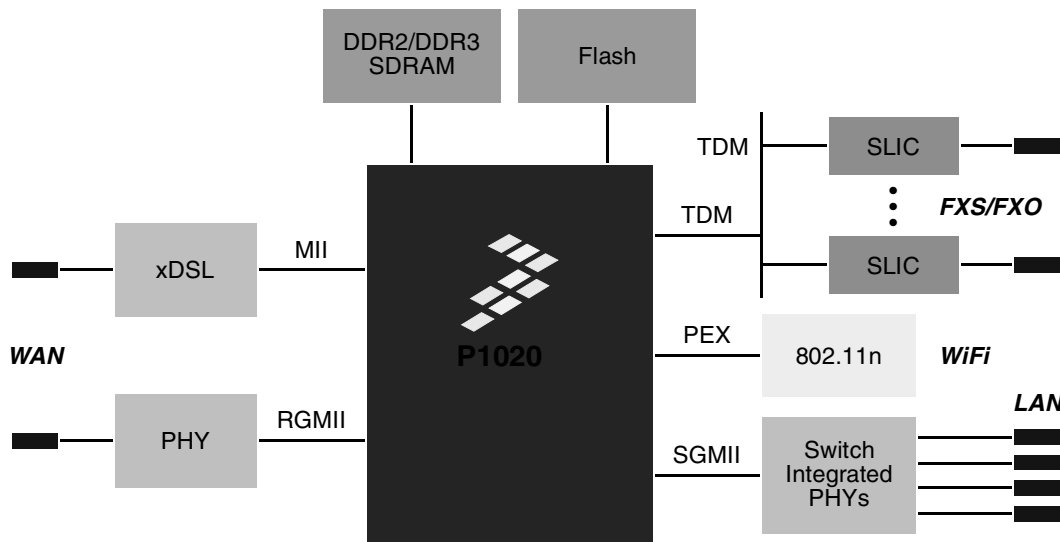 DDR2/DDR3
SDRAM
Flash
TDM
SLIC
FXS/FXO
TDM
SLIC
xDSL
MII
WAN
P1020
PEX
802.11n
WiFi
PHY
RGMII
LAN
SGMII
Switch
Integrated
PHYs